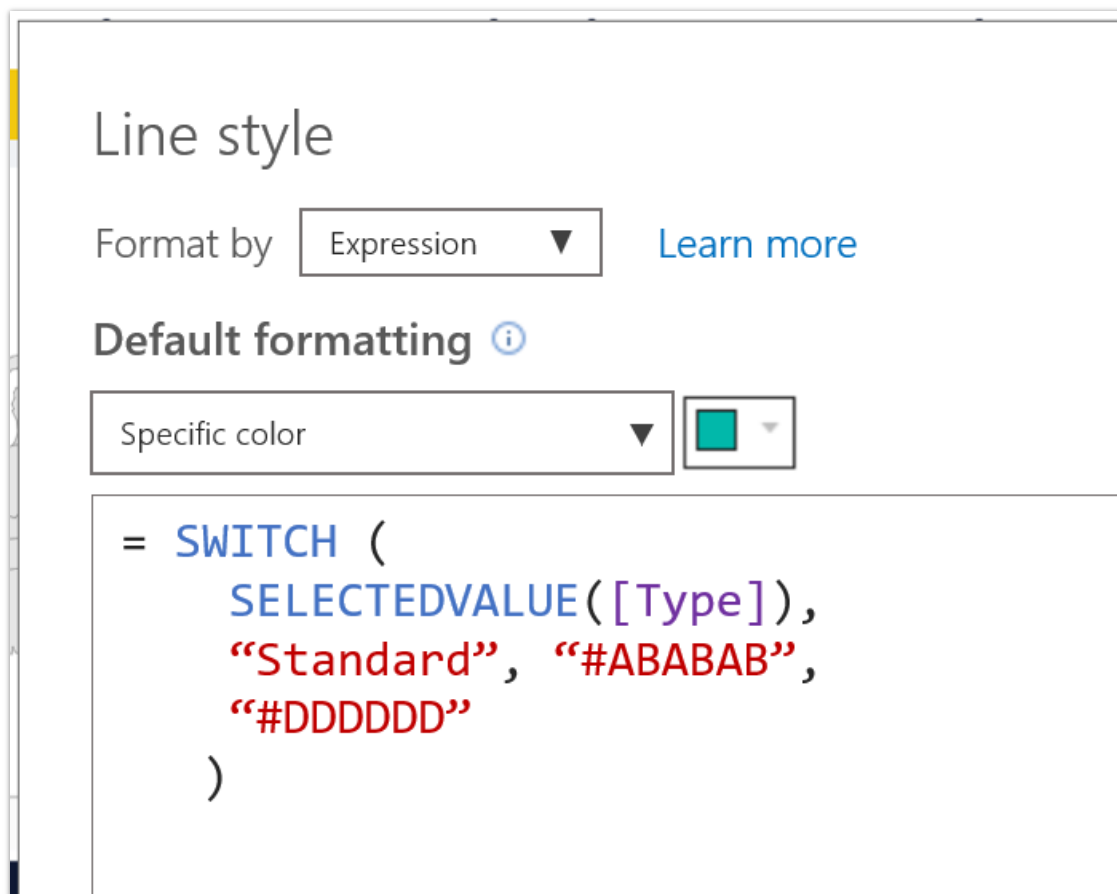 Line style
Format by Expression Learn more
Default formatting
Specific color
= SWITCH (
SELECTEDVALUE([Type]),
“Standard”, “#ABABAB”,
“#DDDDDD”
)